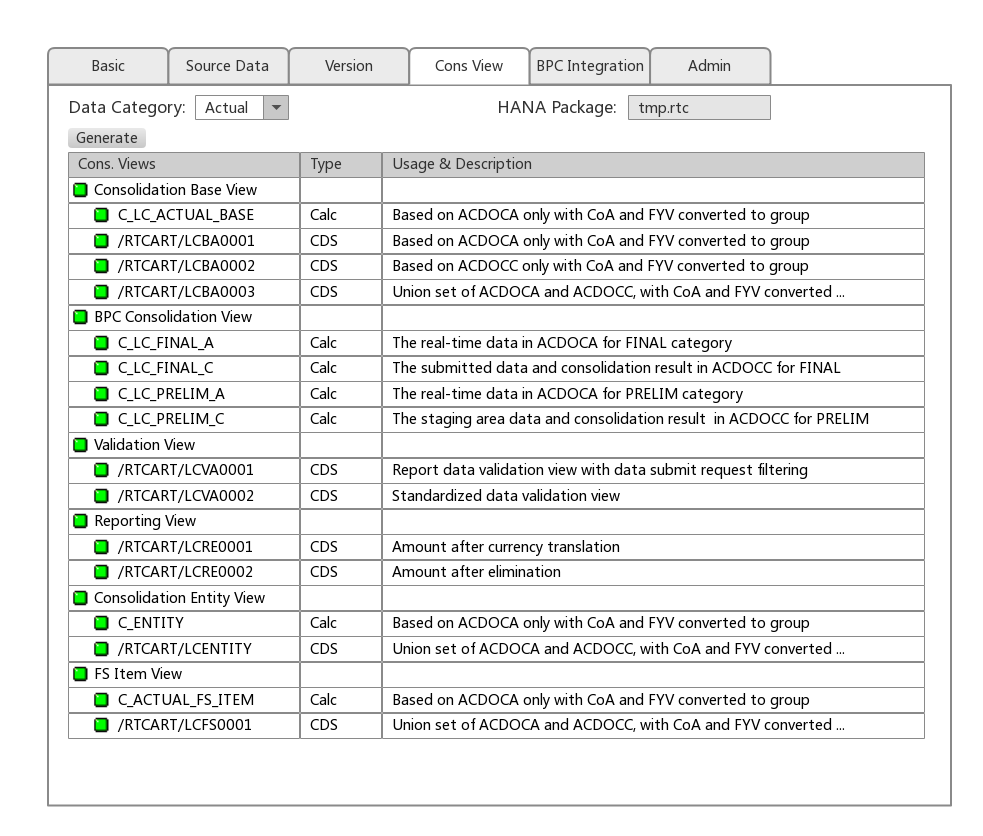 Basic Source Data Version Cons View BPC Integration Admin
Data Category: Actual HANA Package: tmp.rtc
Generate
Cons. Views Type Usage & Description
Consolidation Base View
C_LC_ACTUAL_BASE Calc Based on ACDOCA only with CoA and FYV converted to group
/RTCART/LCBA0001 CDS Based on ACDOCA only with CoA and FYV converted to group
/RTCART/LCBA0002 CDS Based on ACDOCC only with CoA and FYV converted to group
/RTCART/LCBA0003 CDS Union set of ACDOCA and ACDOCC, with CoA and FYV converted ...
BPC Consolidation View
C_LC_FINAL_A Calc The real-time data in ACDOCA for FINAL category
C_LC_FINAL_C Calc The submitted data and consolidation result in ACDOCC for FINAL
C_LC_PRELIM_A Calc The real-time data in ACDOCA for PRELIM category
C_LC_PRELIM_C Calc The staging area data and consolidation result in ACDOCC for PRELIM
Validation View
/RTCART/LCVA0001 CDS Report data validation view with data submit request filtering
/RTCART/LCVA0002 CDS Standardized data validation view
Reporting View
/RTCART/LCRE0001 CDS Amount after currency translation
/RTCART/LCRE0002 CDS Amount after elimination
Consolidation Entity View
C_ENTITY Calc Based on ACDOCA only with CoA and FYV converted to group
/RTCART/LCENTITY CDS Union set of ACDOCA and ACDOCC, with CoA and FYV converted ...
FS Item View
C_ACTUAL_FS_ITEM Calc Based on ACDOCA only with CoA and FYV converted to group
/RTCART/LCFS0001 CDS Union set of ACDOCA and ACDOCC, with CoA and FYV converted ...